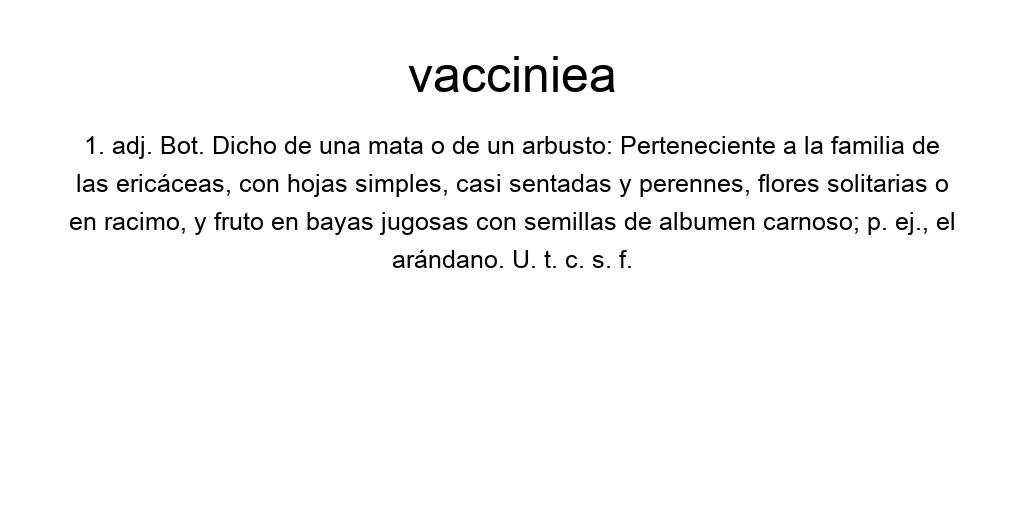 vacciniea
1. adj. Bot. Dicho de una mata o de un arbusto: Perteneciente a la familia de
las ericáceas, con hojas simples, casi sentadas y perennes, flores solitarias o
en racimo, y fruto en bayas jugosas con semillas de albumen carnoso; p. ej., el
arándano. U. t. c. s. f.